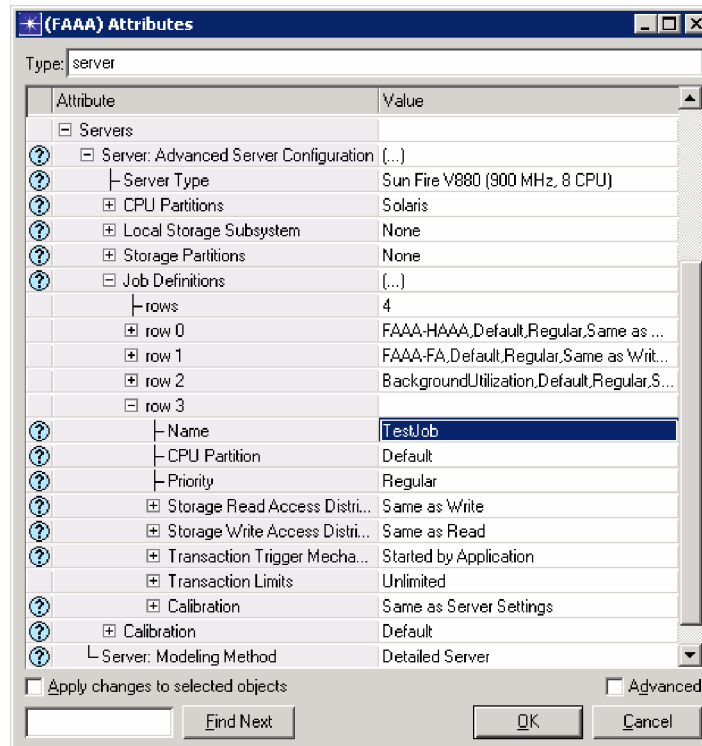 (FAAA) Attributes
Type: server
Attribute Value
Servers
Server: Advanced Server Configuration (...)
Server Type Sun Fire V880 (900 MHz, 8 CPU)
CPU Partitions Solaris
Local Storage Subsystem None
Storage Partitions None
Job Definitions (...)
rows 4
row 0 FAAA-HAAA,Default,Regular,Same as ...
row 1 FAAA-FA,Default,Regular,Same as Writ...
row 2 BackgroundUtilization,Default,Regular,S...
row 3
Name TestJob
CPU Partition Default
Priority Regular
Storage Read Access Distri... Same as Write
Storage Write Access Distri... Same as Read
Transaction Trigger Mecha... Started by Application
Transaction Limits Unlimited
Calibration Same as Server Settings
Calibration Default
Server: Modeling Method Detailed Server
Apply changes to selected objects Advanced
Find Next OK Cancel